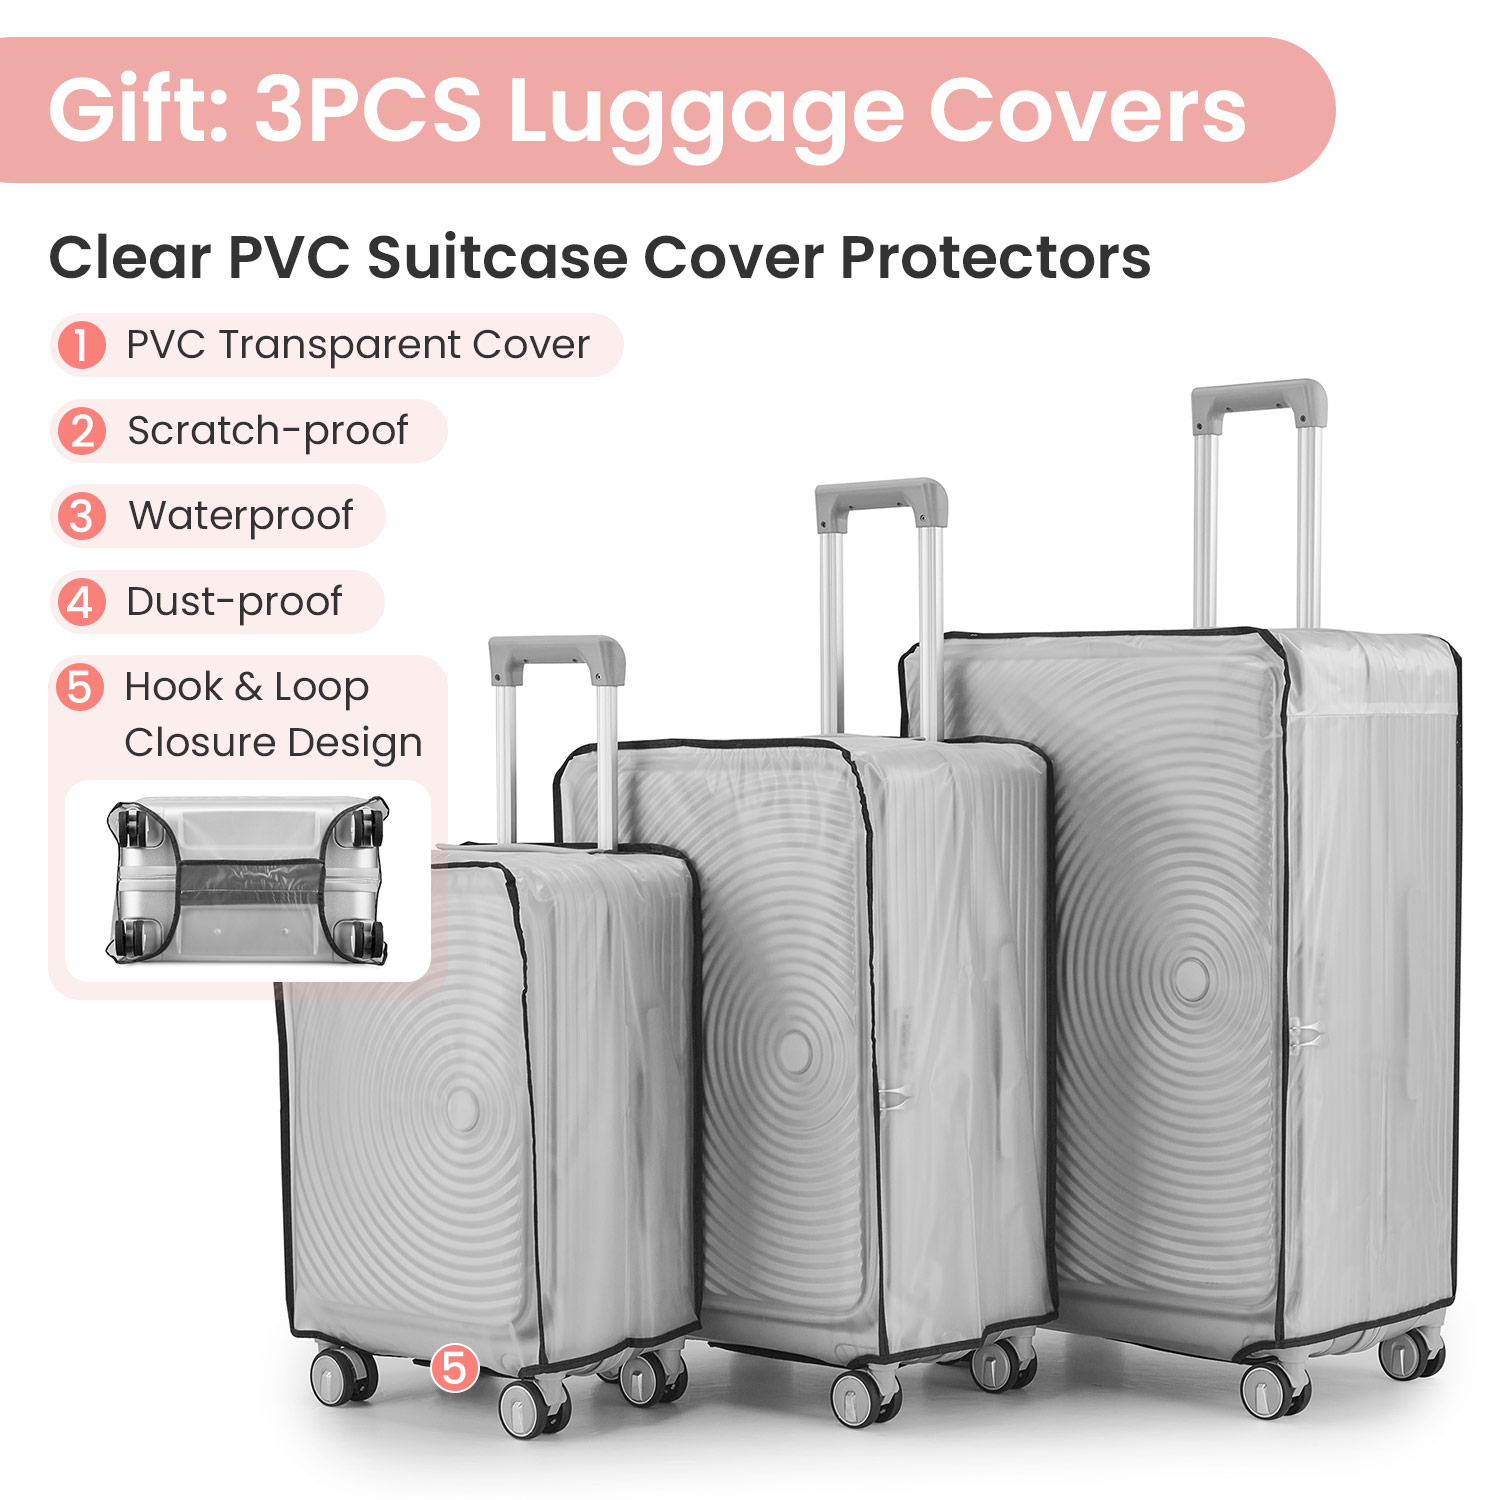 Gift: 3PCS Luggage Covers
Clear PVC Suitcase Cover Protectors
1 PVC Transparent Cover
2 Scratch-proof
3 Waterproof
4 Dust-proof
5 Hook & Loop
Closure Design
5